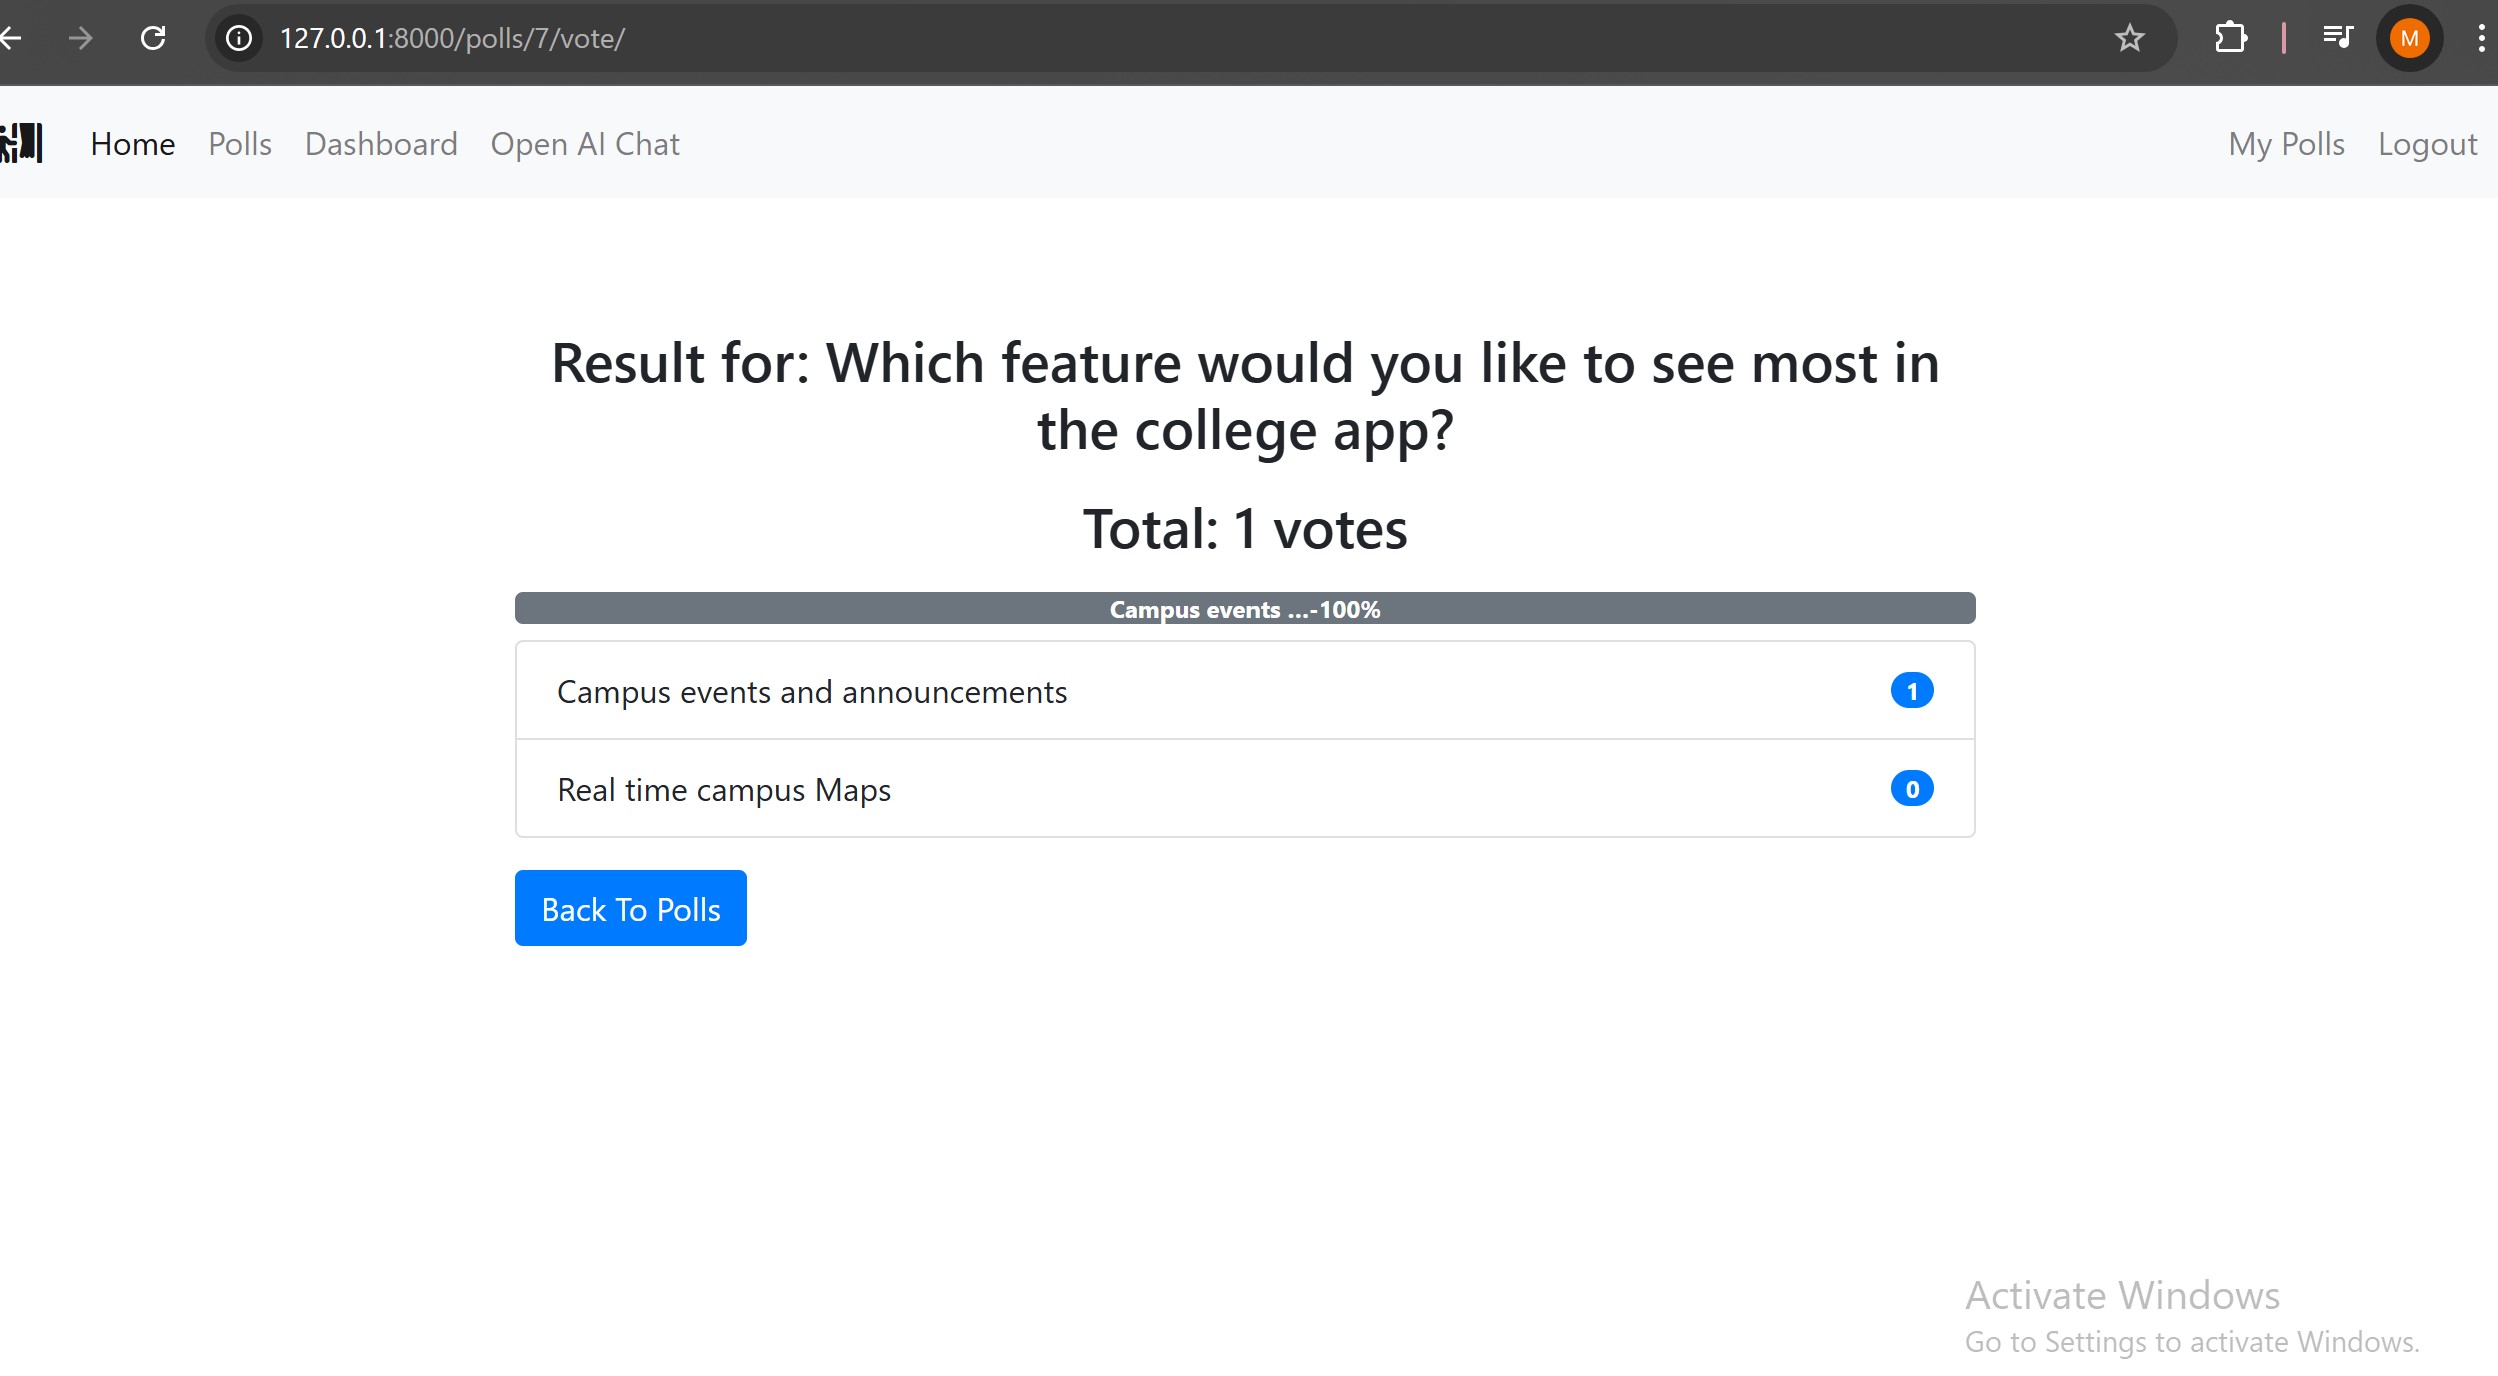 127.0.0.1:8000/polls/7/vote/
M
Home Polls Dashboard Open AI Chat My Polls Logout
Result for: Which feature would you like to see most in
the college app?
Total: 1 votes
Campus events ...-100%
Campus events and announcements 1
Real time campus Maps 0
Back To Polls
Activate Windows
Go to Settings to activate Windows.